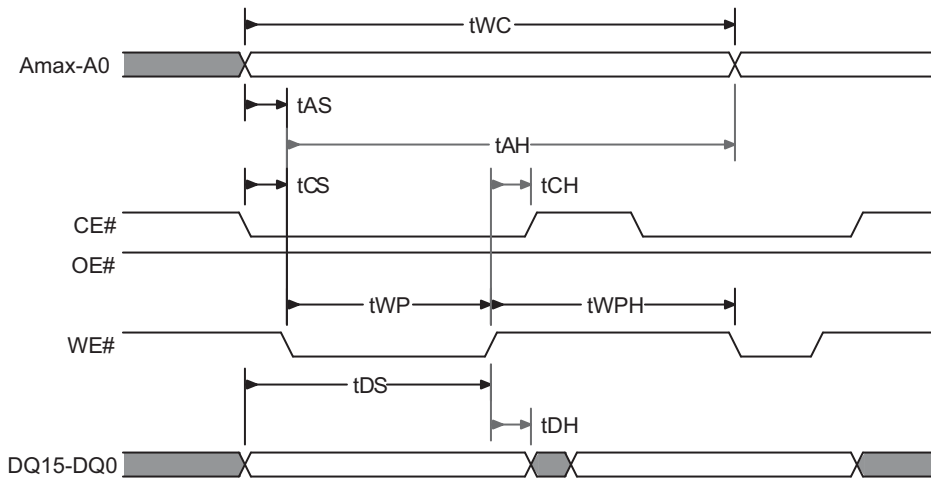 tWC
Amax-A0
tAS
tAH
tCS
tCH
CE#
OE#
tWP
tWPH
WE#
tDS
tDH
DQ15-DQ0